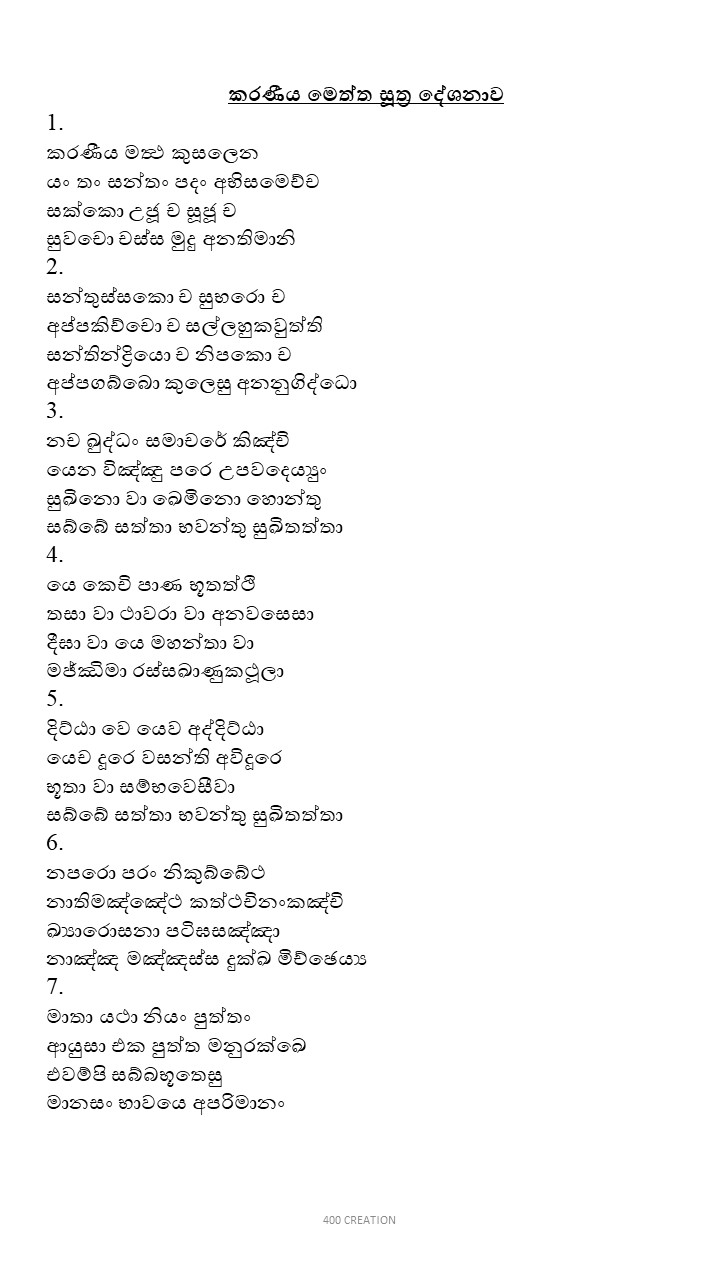 කරණීය මෙත්ත සූත්‍ර දේශනාව
1.
කරණීය මත්‍ථ කුසලෙන
යං තං සන්තං පදං අභිසමෙච්ච
සක්කො උජූ ච සූජූ ච
සුවචො චස්ස මුදු අනතිමානි
2.
සන්තුස්සකො ච සුභරො ච
අප්පකිච්චො ච සල්ලහුකවුත්ති
සන්තින්ද්‍රියො ච නිපකො ච
අප්පගබ්බො කුලෙසු අනනුගිද්ධො
3.
නච ඛුද්ධං සමාචරේ කිඤ්චි
යෙන විඤ්ඤු පරෙ උපවදෙය්‍යුං
සුඛිනො වා ඛෙමිනො හොන්තු
සබ්බේ සත්තා භවන්තු සුඛිතත්තා
4.
යෙ කෙචි පාණ භූතත්ථි
තසා වා ථාවරා වා අනවසෙසා
දීඝා වා යෙ මහන්තා වා
මජ්ඣිමා රස්සඛාණුකථූලා
5.
දිට්ඨා වෙ යෙව අද්දිට්ඨා
යෙච දූරෙ වසන්ති අවිදූරෙ
භූතා වා සම්භවෙසීවා
සබ්බේ සත්තා භවන්තු සුඛිතත්තා
6.
නපරො පරං නිකුබ්බේථ
නාතිමඤ්ඤේථ කත්ථචිනංකඤ්චි
ඛ්‍යාරොසනා පටිඝසඤ්ඤා
නාඤ්ඤ මඤ්ඤස්ස දුක්ඛ මිච්ඡෙය්‍ය
7.
මාතා යථා නියං පුත්තං
ආයුසා එක පුත්ත මනුරක්ඛෙ
එවම්පි සබ්බභූතෙසු
මානසං භාවයෙ අපරිමානං
400 CREATION